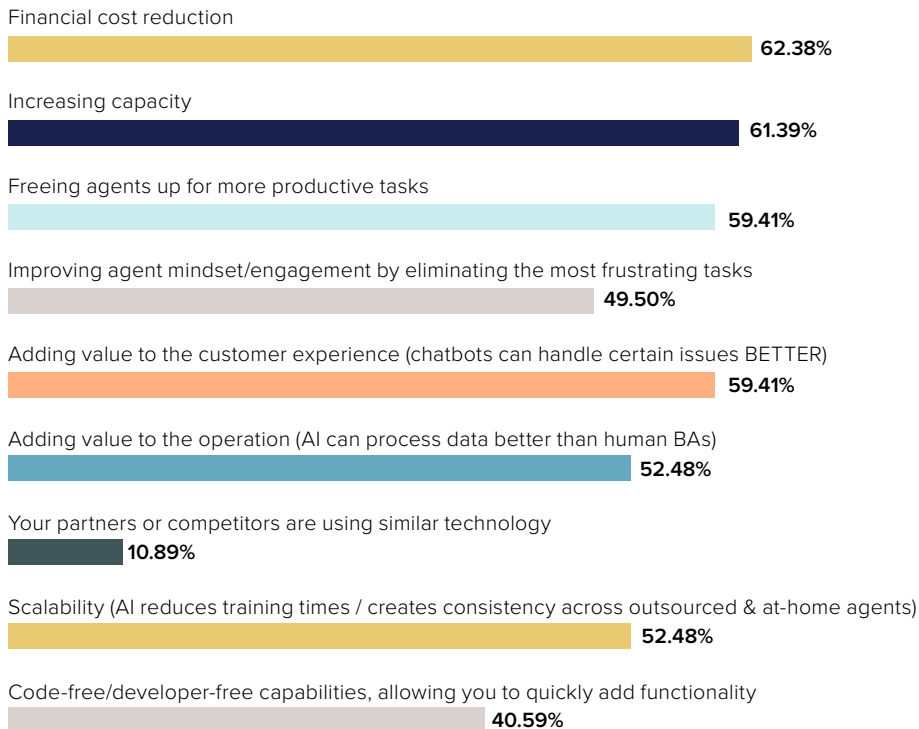 Financial cost reduction
62.38%
Increasing capacity
61.39%
Freeing agents up for more productive tasks
59.41%
Improving agent mindset/engagement by eliminating the most frustrating tasks
49.50%
Adding value to the customer experience (chatbots can handle certain issues BETTER)
59.41%
Adding value to the operation (AI can process data better than human BAs)
52.48%
Your partners or competitors are using similar technology
10.89%
Scalability (AI reduces training times / creates consistency across outsourced & at-home agents)
52.48%
Code-free/developer-free capabilities, allowing you to quickly add functionality
40.59%